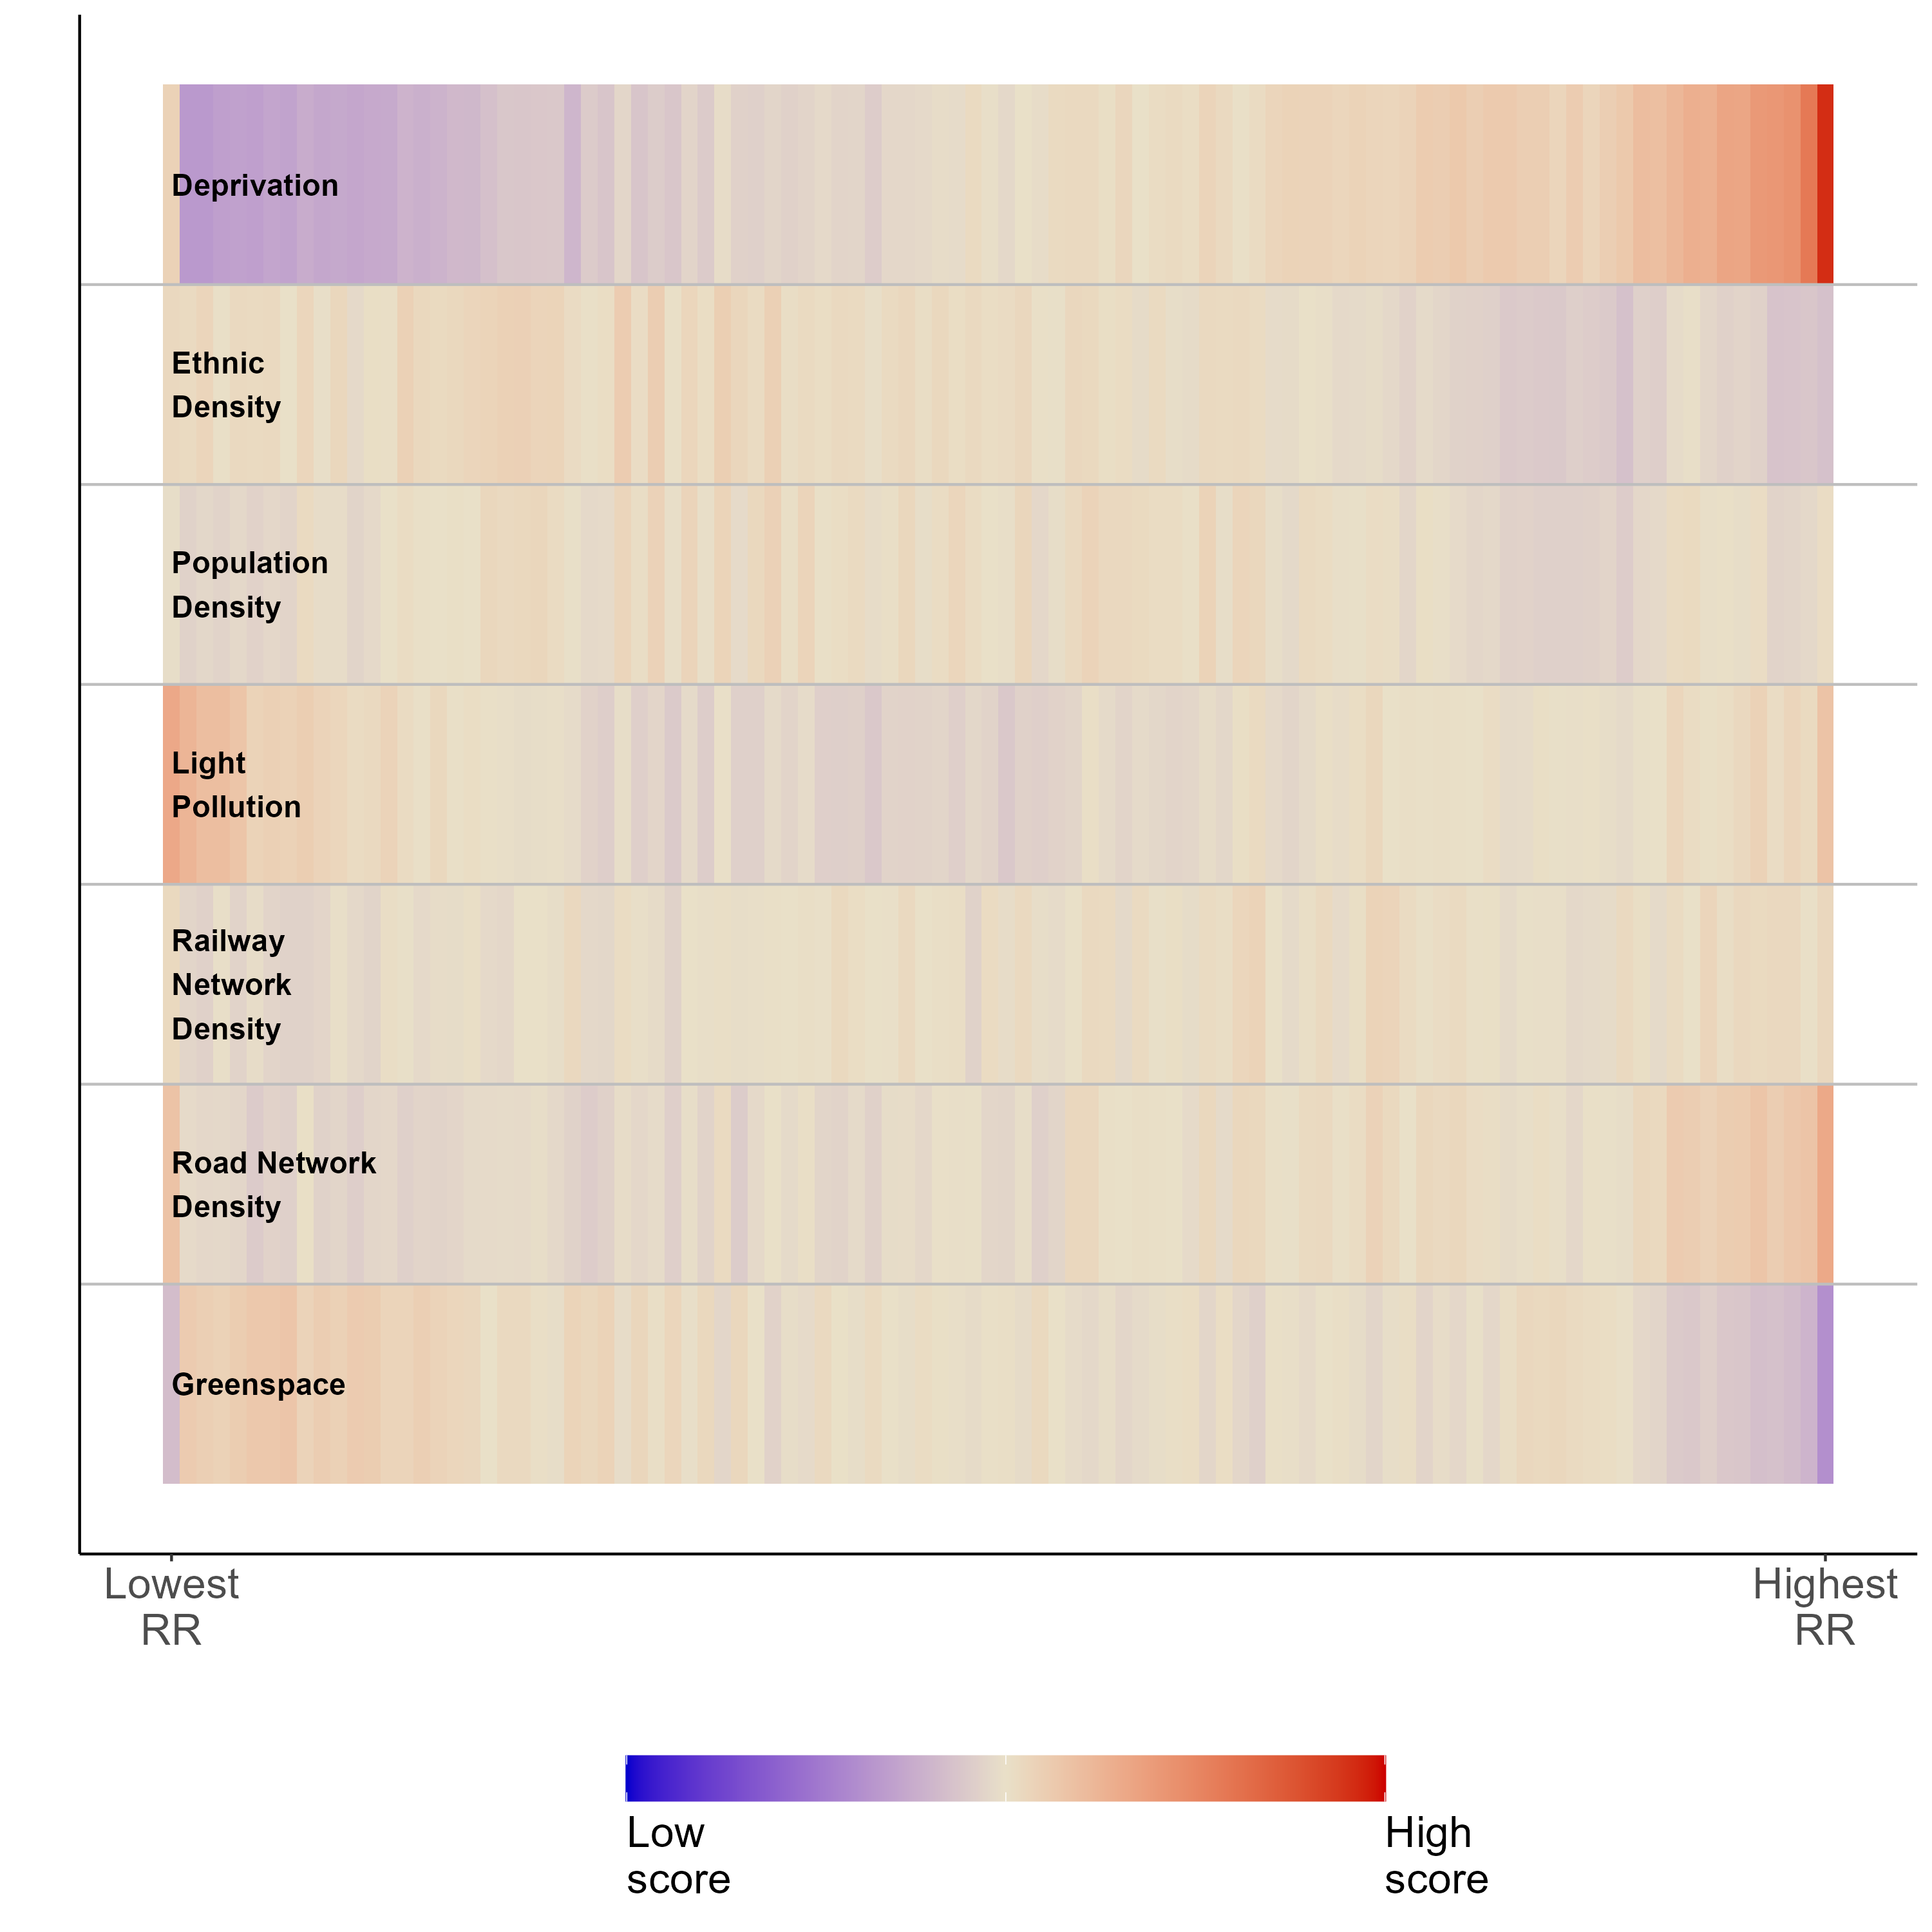 Deprivation
Ethnic
Density
Population
Density
Light
Pollution
Railway
Network
Density
Road Network
Density
Greenspace
Lowest
RR
Highest
RR
Low
score
High
score